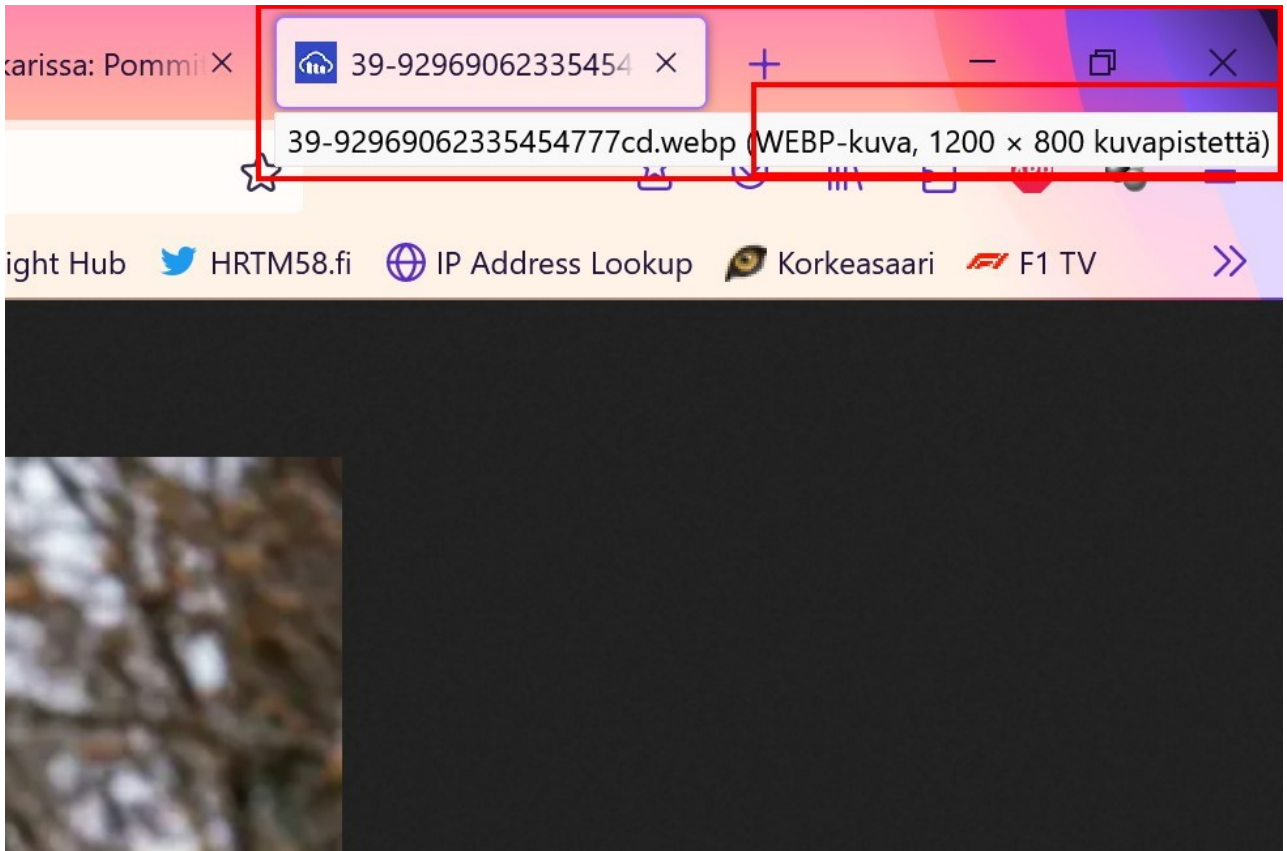 karissa: Pommi
39-92969062335454
39-92969062335454777cd.webp (WEBP-kuva, 1200 × 800 kuvapistettä)
ight Hub HRTM58.fi IP Address Lookup Korkeasaari F1 TV